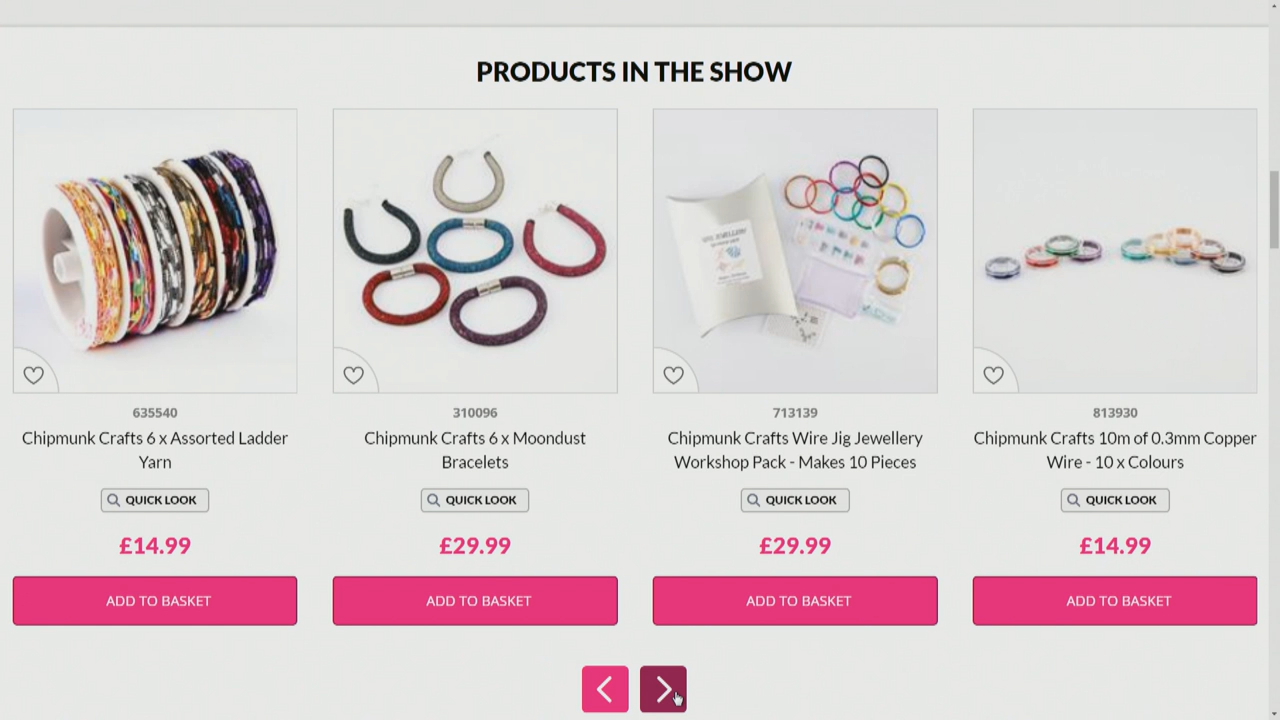 PRODUCTS IN THE SHOW
635540
Chipmunk Crafts 6 x Assorted Ladder
Yarn
QUICK LOOK
£14.99
ADD TO BASKET
310096
Chipmunk Crafts 6 x Moondust
Bracelets
QUICK LOOK
£29.99
ADD TO BASKET
713139
Chipmunk Crafts Wire Jig Jewellery
Workshop Pack - Makes 10 Pieces
QUICK LOOK
£29.99
ADD TO BASKET
813930
Chipmunk Crafts 10m of 0.3mm Copper
Wire - 10 x Colours
QUICK LOOK
£14.99
ADD TO BASKET